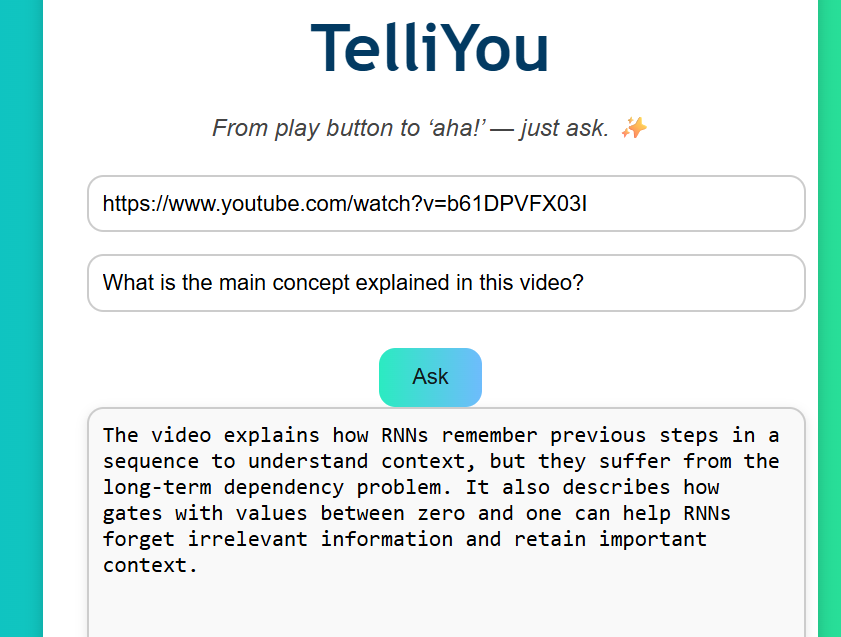 TelliYou
From play button to ‘aha!’ — just ask. ✨
https://www.youtube.com/watch?v=b61DPVFX03I
What is the main concept explained in this video?
Ask
The video explains how RNNs remember previous steps in a
sequence to understand context, but they suffer from the
long-term dependency problem. It also describes how
gates with values between zero and one can help RNNs
forget irrelevant information and retain important
context.